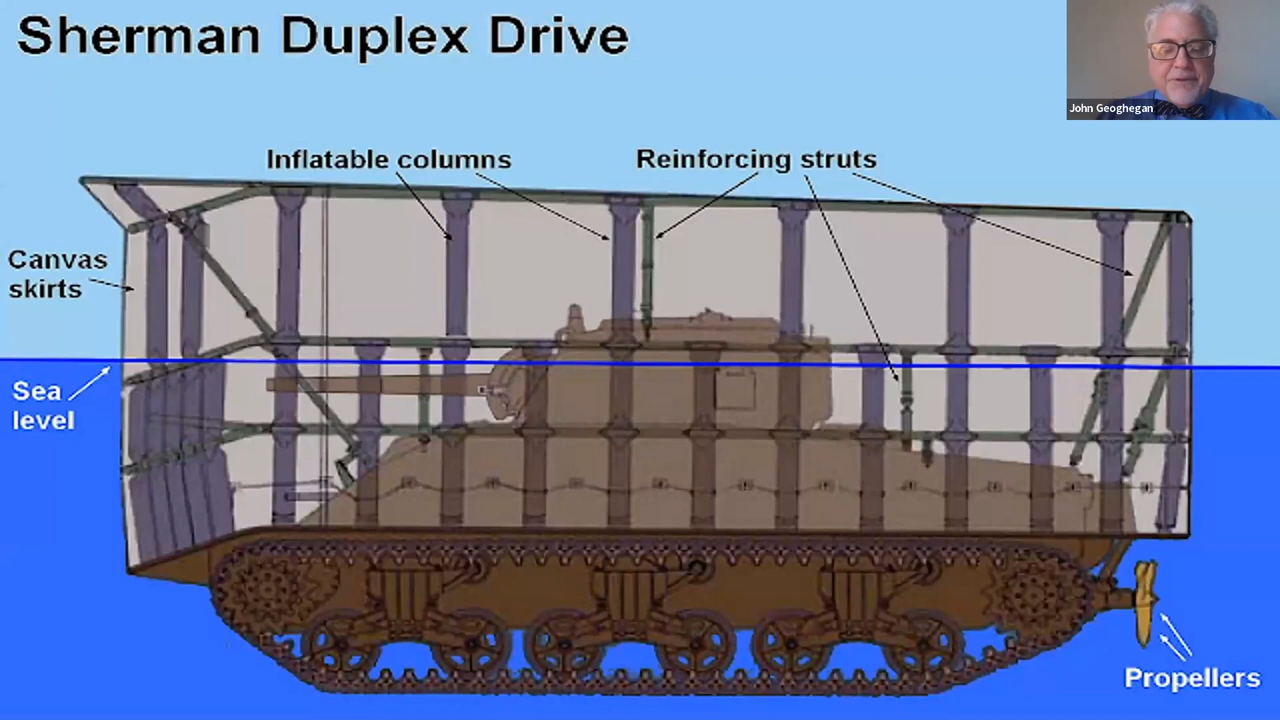 Sherman Duplex Drive
John Geoghegan
Inflatable columns
Reinforcing struts
Canvas
skirts
Sea
level
Propellers